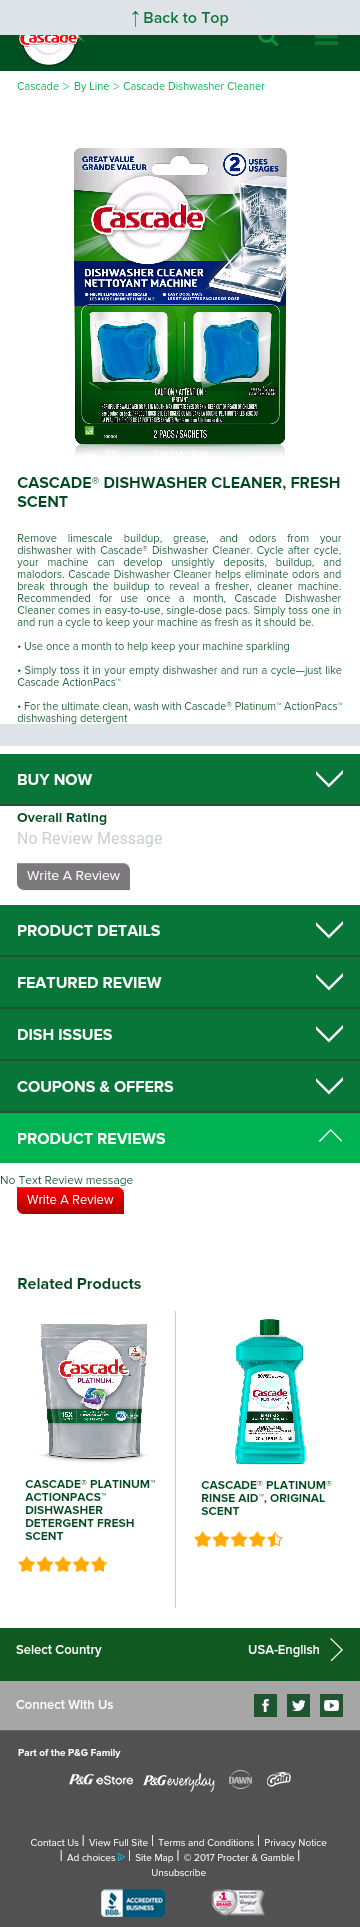 ↑ Back to Top
Cascade
Cascade > By Line > Cascade Dishwasher Cleaner
GREAT VALUE
GRANDE VALEUR
2 USES
USAGES
Cascade
DISHWASHER CLEANER
NETTOYANT MACHINE
• HELPS ELIMINATE LIMESCALE
• EASY DOSE PACS
CAUTION / ATTENTION :
2 PACS / SACHETS
CASCADE® DISHWASHER CLEANER, FRESH
SCENT
Remove limescale buildup, grease, and odors from your
dishwasher with Cascade® Dishwasher Cleaner. Cycle after cycle,
your machine can develop unsightly deposits, buildup, and
malodors. Cascade Dishwasher Cleaner helps eliminate odors and
break through the buildup to reveal a fresher, cleaner machine.
Recommended for use once a month, Cascade Dishwasher
Cleaner comes in easy-to-use, single-dose pacs. Simply toss one in
and run a cycle to keep your machine as fresh as it should be.
• Use once a month to help keep your machine sparkling
• Simply toss it in your empty dishwasher and run a cycle—just like
Cascade ActionPacs™
• For the ultimate clean, wash with Cascade® Platinum™ ActionPacs™
dishwashing detergent
BUY NOW
Overall Rating
No Review Message
Write A Review
PRODUCT DETAILS
FEATURED REVIEW
DISH ISSUES
COUPONS & OFFERS
PRODUCT REVIEWS
No Text Review message
Write A Review
Related Products
Cascade
PLATINUM
Cascade
PLATINUM
CASCADE® PLATINUM™
ACTIONPACS™
DISHWASHER
DETERGENT FRESH
SCENT
CASCADE® PLATINUM®
RINSE AID™, ORIGINAL
SCENT
Select Country
USA-English
Connect With Us
Part of the P&G Family
P&G eStore
P&G everyday
DAWN
Gain
Contact Us | View Full Site | Terms and Conditions | Privacy Notice
| Ad choices | Site Map | © 2017 Procter & Gamble |
Unsubscribe
BBB
ACCREDITED
BUSINESS